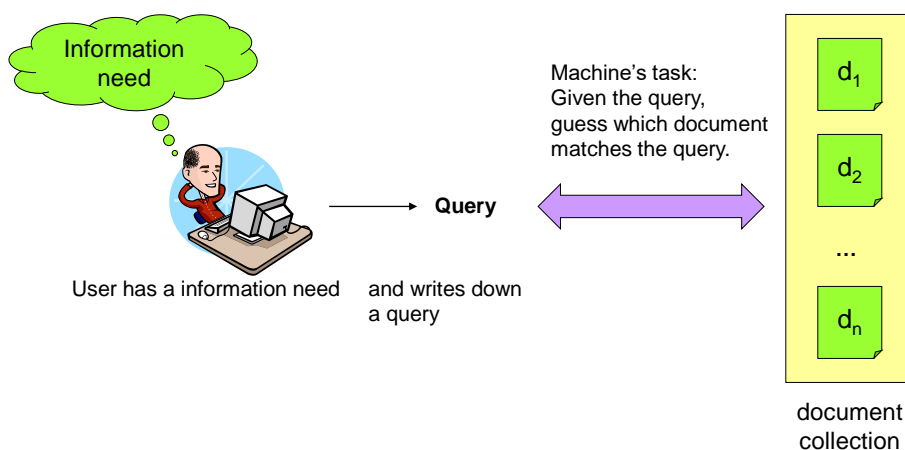 Information
need
Machine's task:
Given the query,
guess which document
matches the query.
Query
User has a information need
and writes down
a query
d₁
d₂
...
dₙ
document
collection